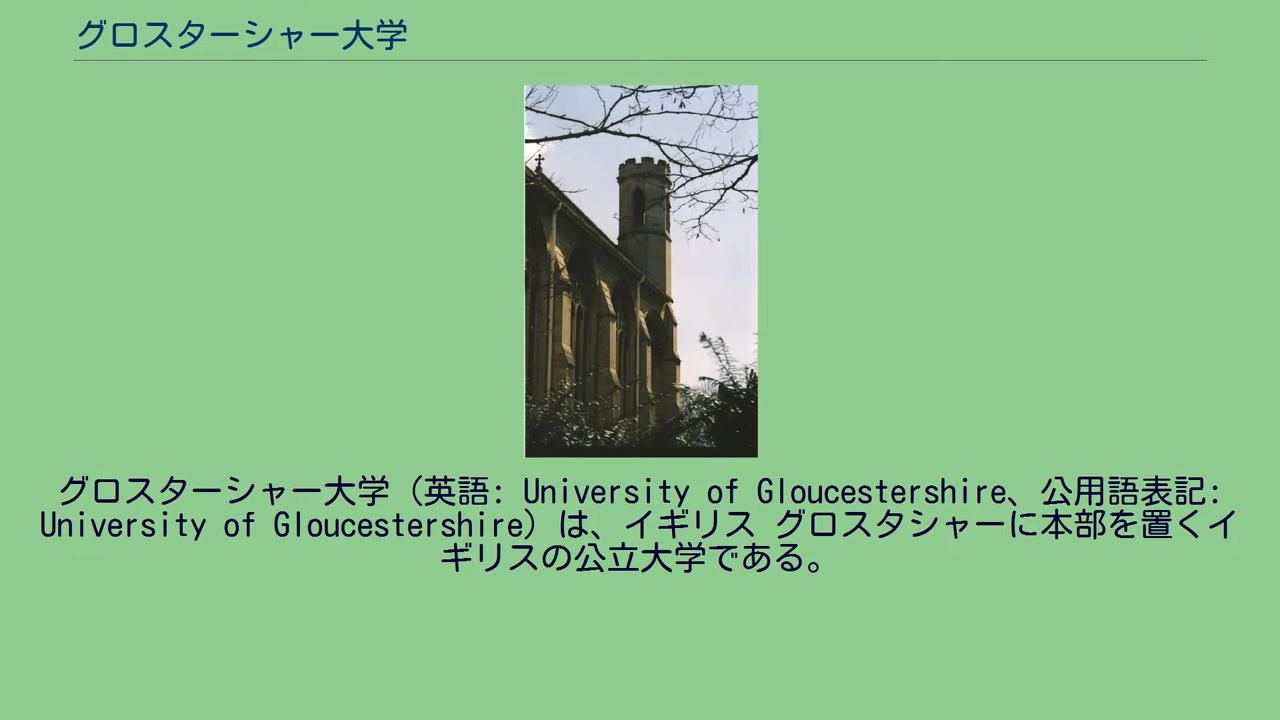 グロスターシャー大学
グロスターシャー大学（英語: University of Gloucestershire、公用語表記:
University of Gloucestershire）は、イギリス グロスタシャーに本部を置くイ
ギリスの公立大学である。